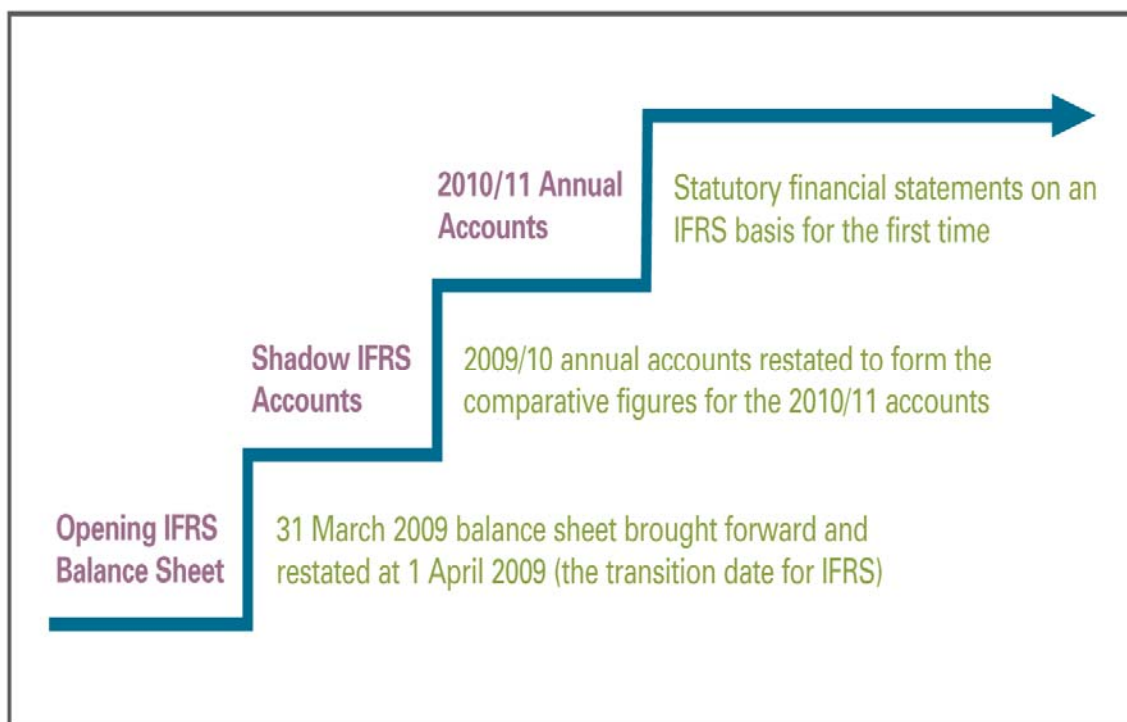 2010/11 Annual
Accounts
Statutory financial statements on an
IFRS basis for the first time
Shadow IFRS
Accounts
2009/10 annual accounts restated to form the
comparative figures for the 2010/11 accounts
Opening IFRS
Balance Sheet
31 March 2009 balance sheet brought forward and
restated at 1 April 2009 (the transition date for IFRS)